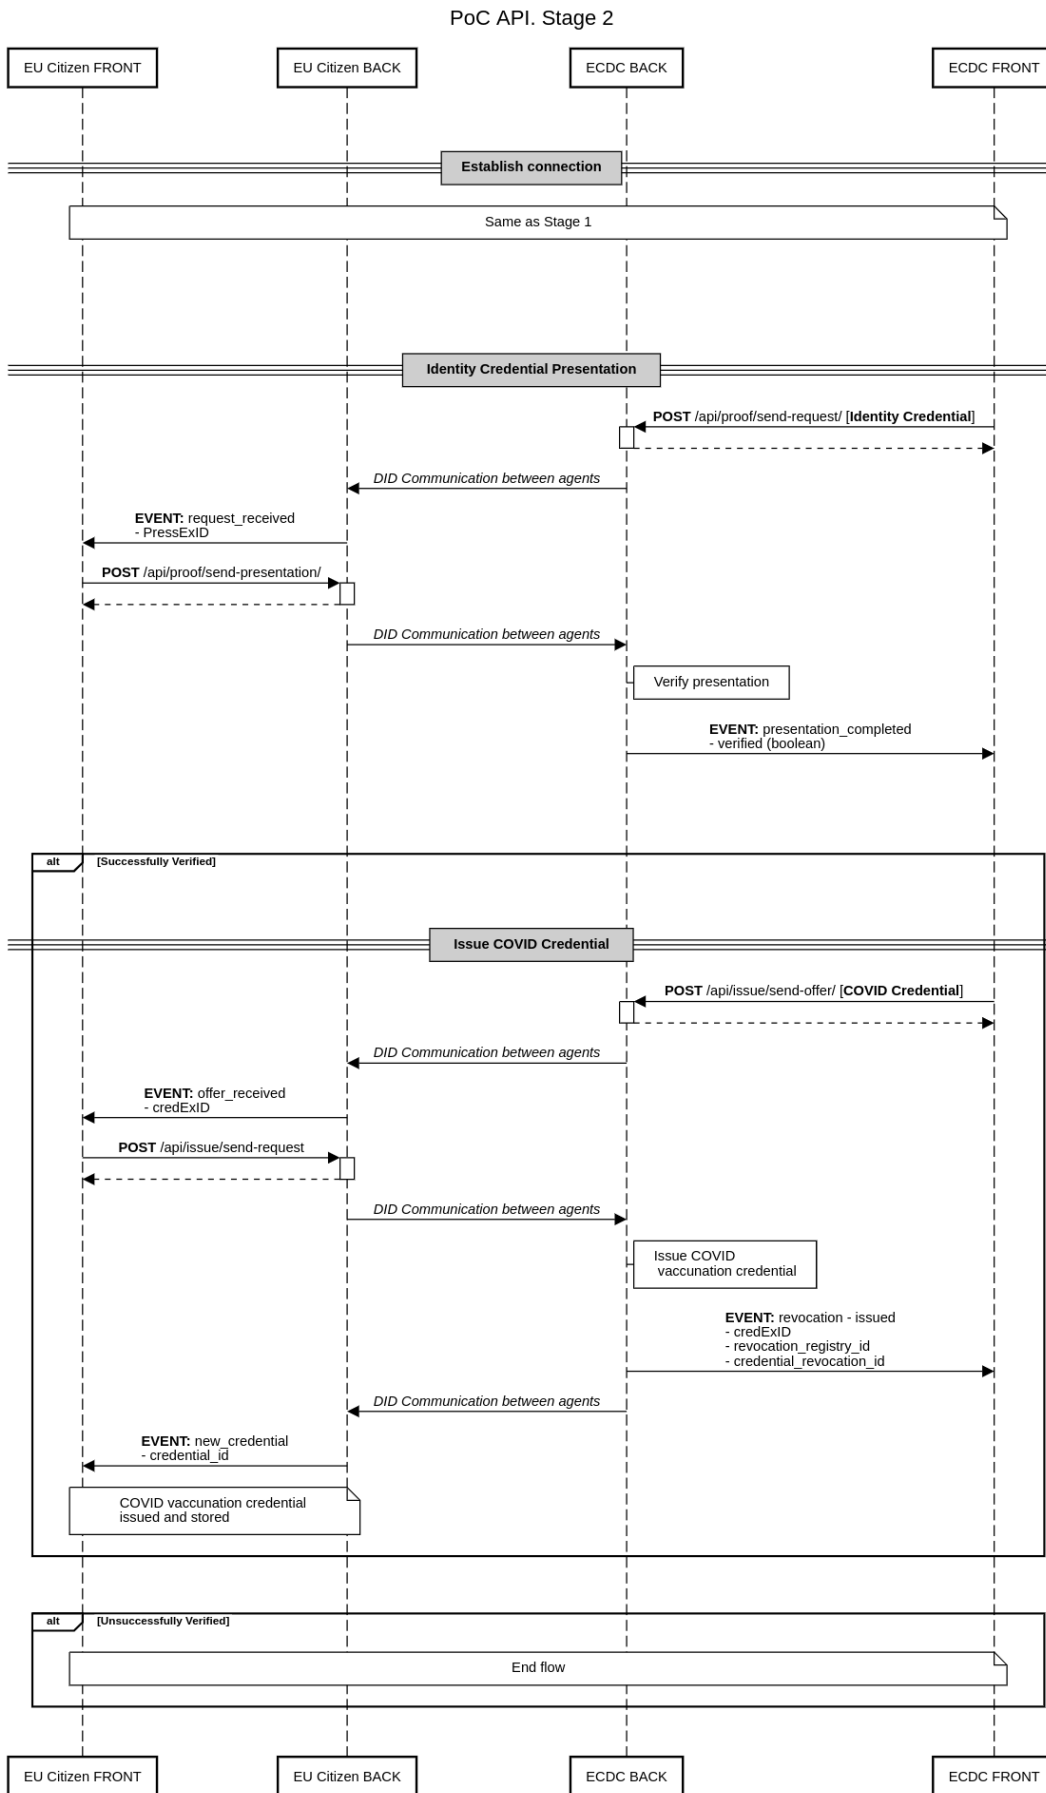 PoC API. Stage 2
EU Citizen FRONT
EU Citizen BACK
ECDC BACK
ECDC FRONT
Establish connection
Same as Stage 1
Identity Credential Presentation
POST /api/proof/send-request/ [Identity Credential]
DID Communication between agents
EVENT: request_received
- PressExID
POST /api/proof/send-presentation/
DID Communication between agents
Verify presentation
EVENT: presentation_completed
- verified (boolean)
alt [Successfully Verified]
Issue COVID Credential
POST /api/issue/send-offer/ [COVID Credential]
DID Communication between agents
EVENT: offer_received
- credExID
POST /api/issue/send-request
DID Communication between agents
Issue COVID
vaccunation credential
EVENT: revocation - issued
- credExID
- revocation_registry_id
- credential_revocation_id
DID Communication between agents
EVENT: new_credential
- credential_id
COVID vaccunation credential
issued and stored
alt [Unsuccessfully Verified]
End flow
EU Citizen FRONT
EU Citizen BACK
ECDC BACK
ECDC FRONT